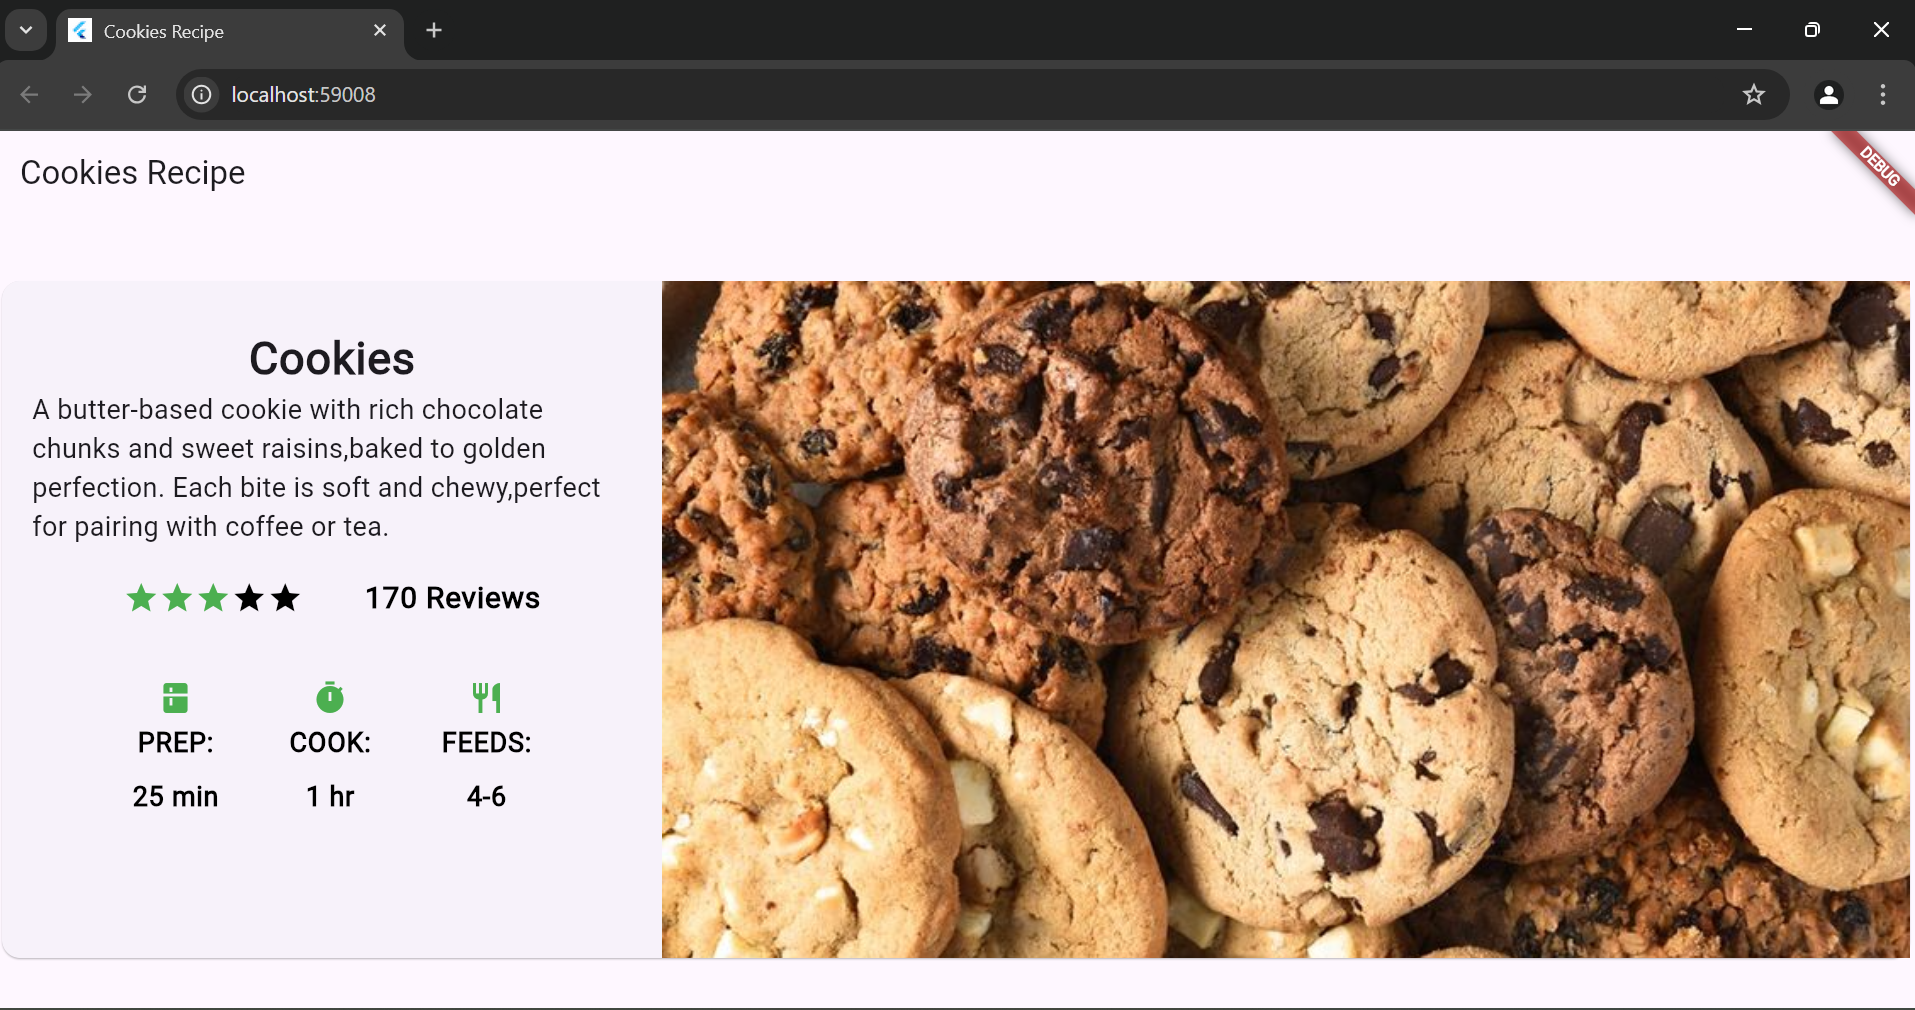 Cookies Recipe
localhost:59008
Cookies Recipe
DEBUG
Cookies
A butter-based cookie with rich chocolate
chunks and sweet raisins,baked to golden
perfection. Each bite is soft and chewy,perfect
for pairing with coffee or tea.
170 Reviews
PREP: COOK: FEEDS:
25 min 1 hr 4-6